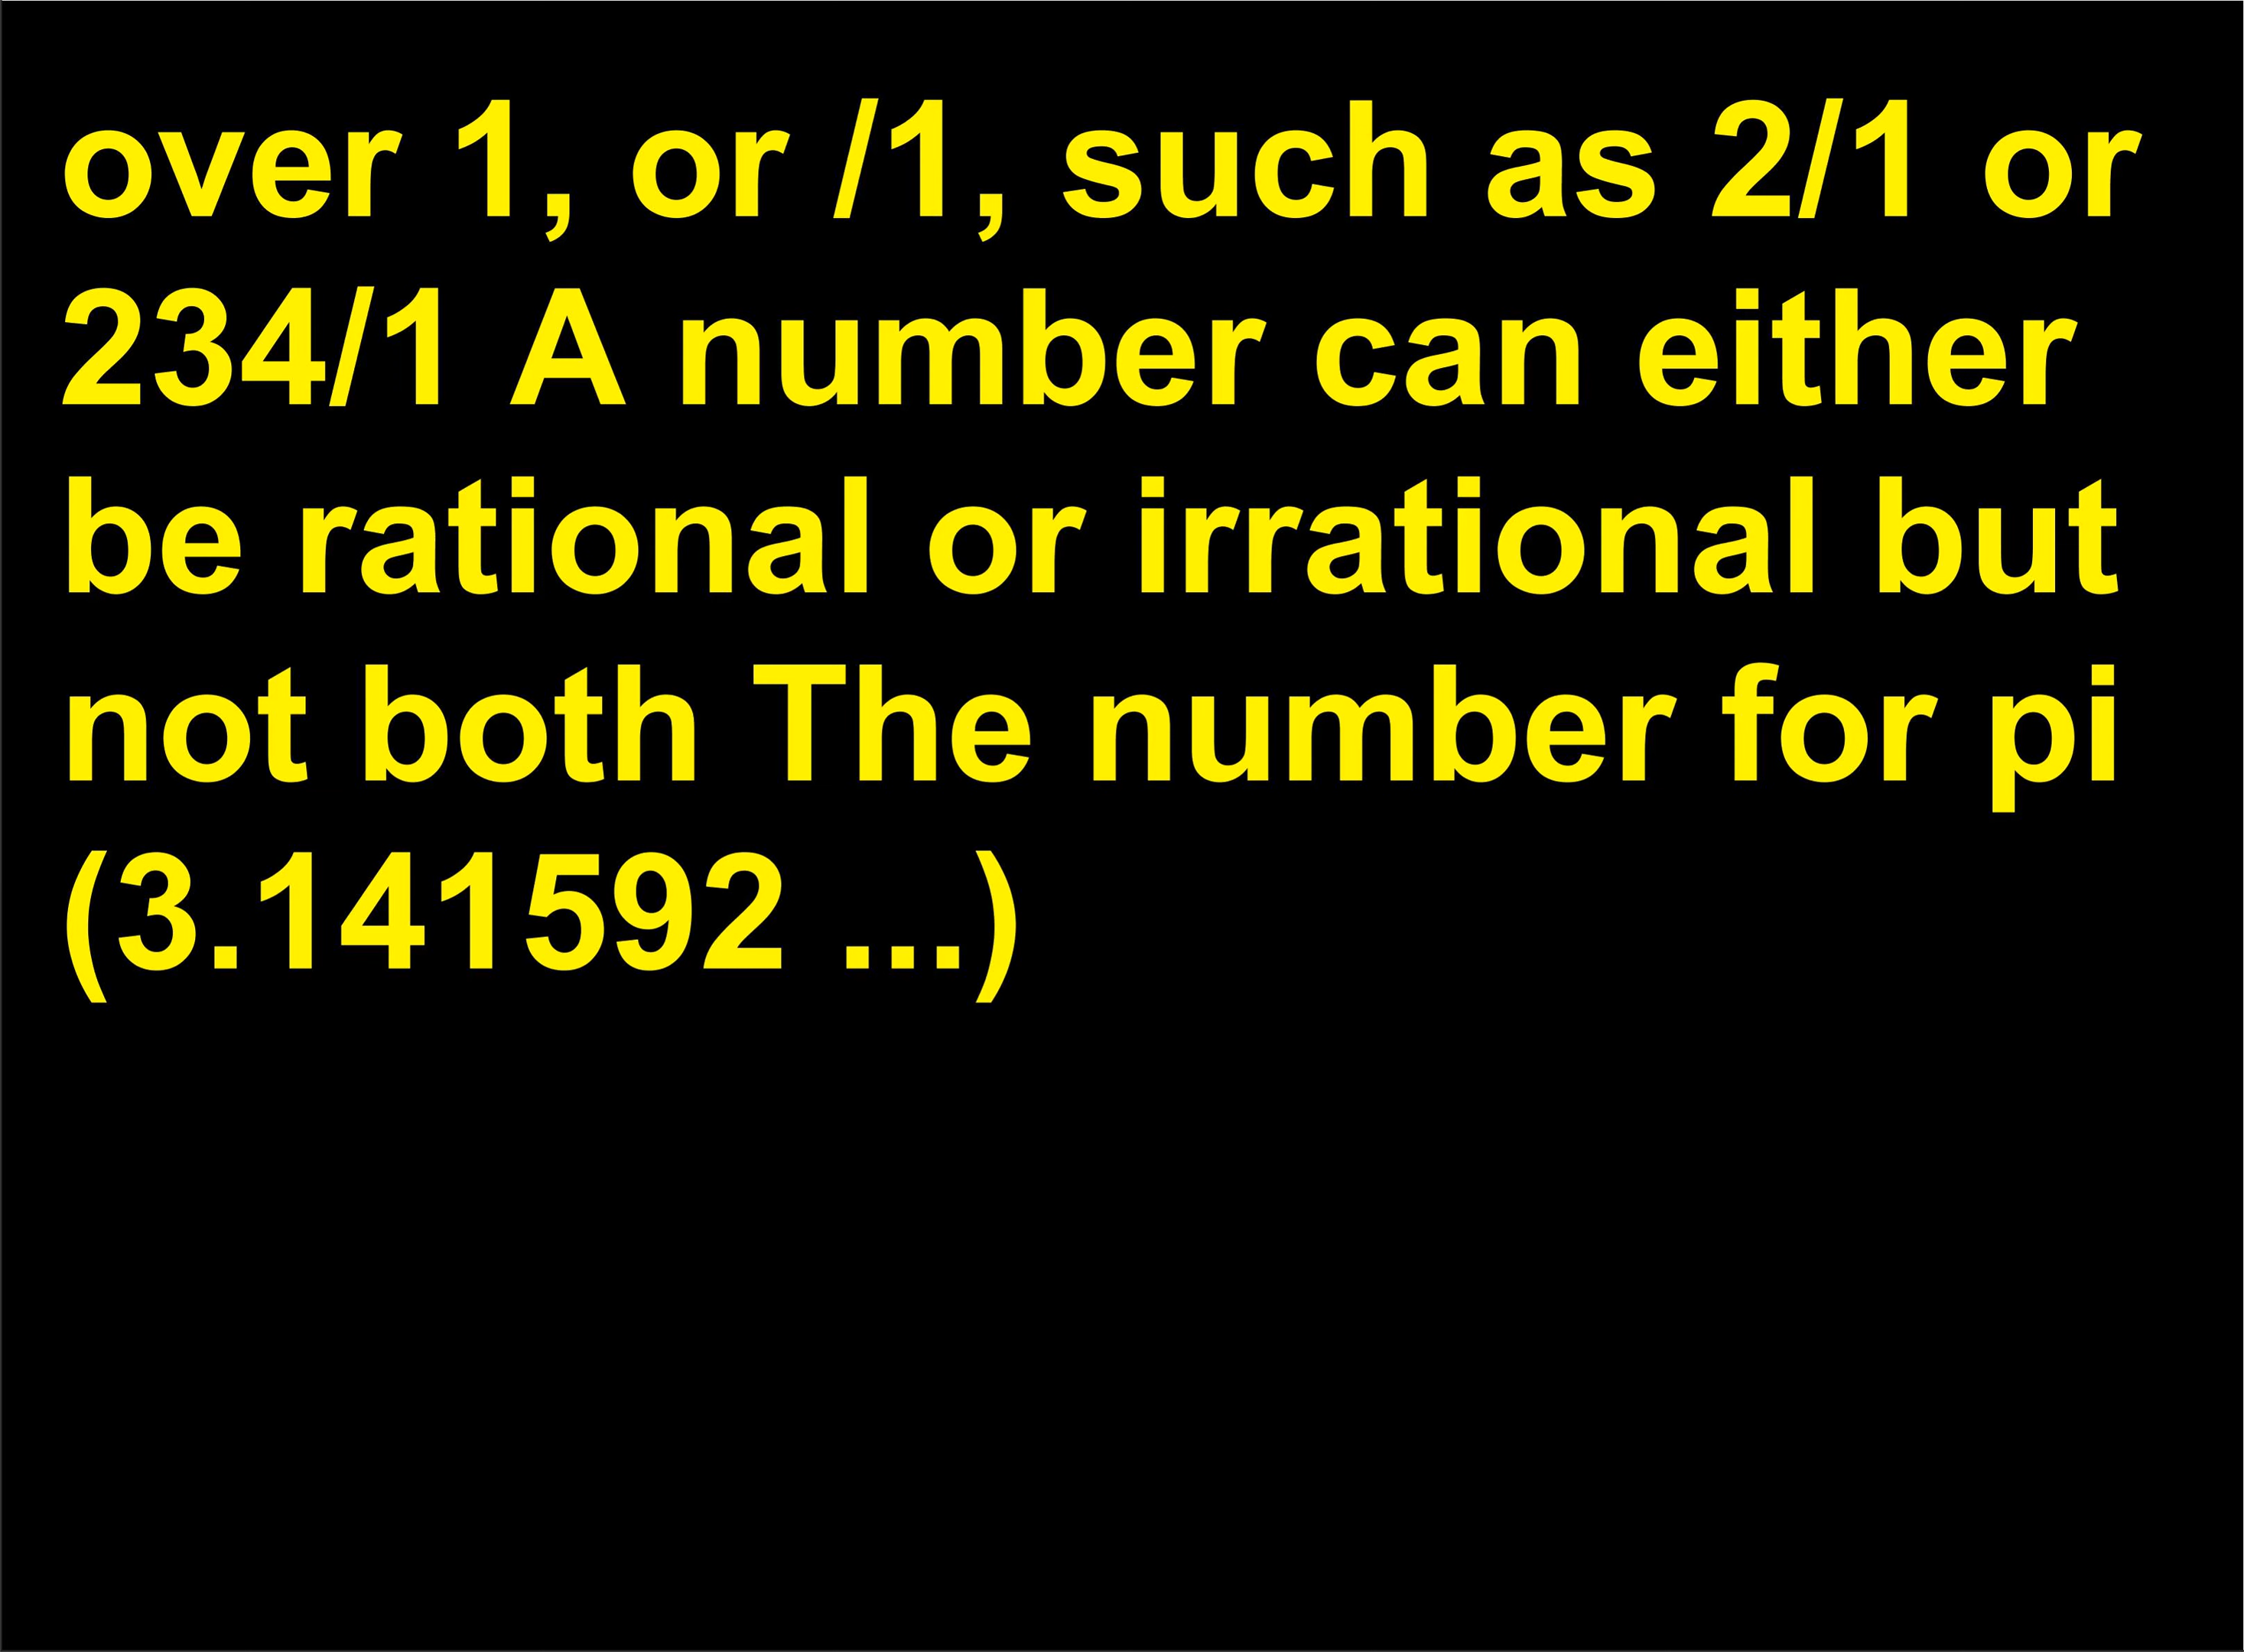 over 1, or /1, such as 2/1 or
234/1 A number can either
be rational or irrational but
not both The number for pi
(3.141592 ...)